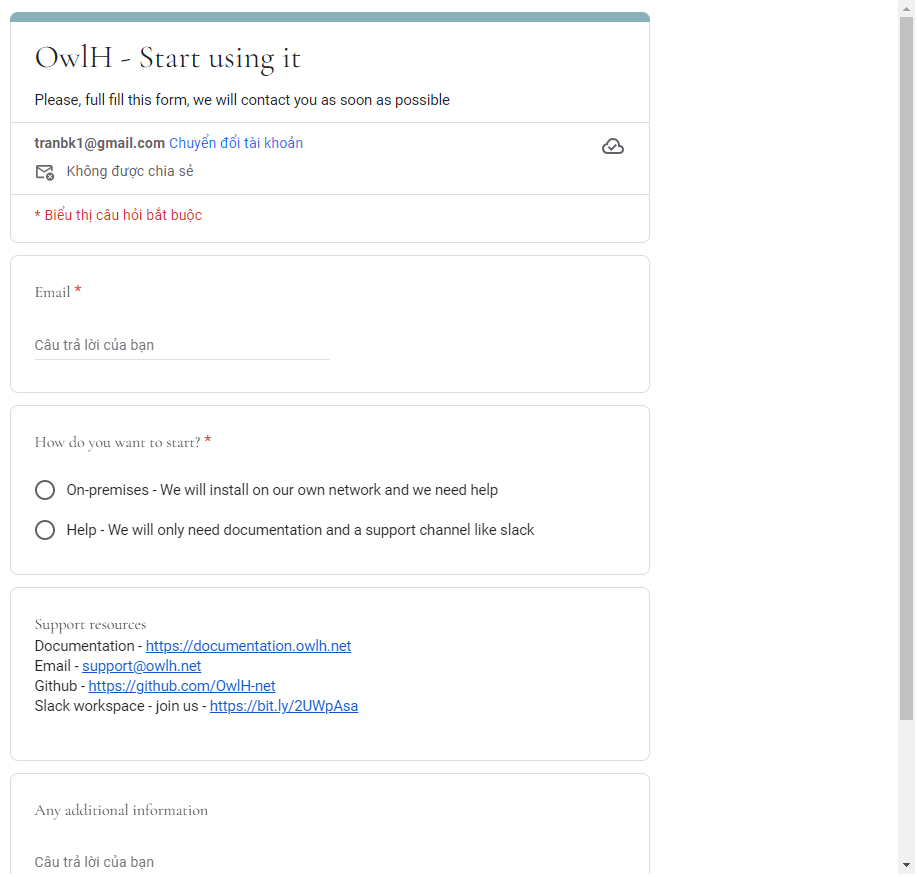 OwlH - Start using it
Please, full fill this form, we will contact you as soon as possible
tranbk1@gmail.com Chuyển đổi tài khoản
Không được chia sẻ
* Biểu thị câu hỏi bắt buộc
Email *
Câu trả lời của bạn
How do you want to start? *
On-premises - We will install on our own network and we need help
Help - We will only need documentation and a support channel like slack
Support resources
Documentation - https://documentation.owlh.net
Email - support@owlh.net
Github - https://github.com/OwlH-net
Slack workspace - join us - https://bit.ly/2UWpAsa
Any additional information
Câu trả lời của bạn